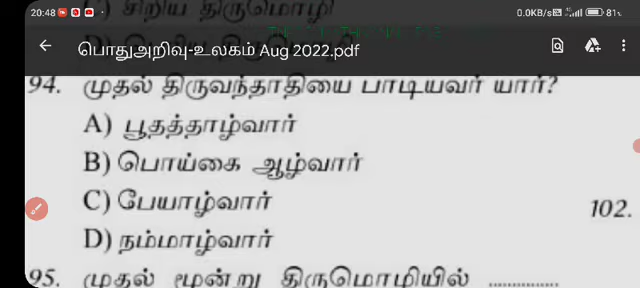 20:48 0.0KB/s 81%
C) சிறிய திருமொழி
பொதுஅறிவு-உலகம் Aug 2022.pdf
94. முதல் திருவந்தாதியை பாடியவர் யார்?
A) பூதத்தாழ்வார்
B) பொய்கை ஆழ்வார்
C) பேயாழ்வார்
102.
D) நம்மாழ்வார்
95. முதல் மூன்று திருமொழியில் ..............